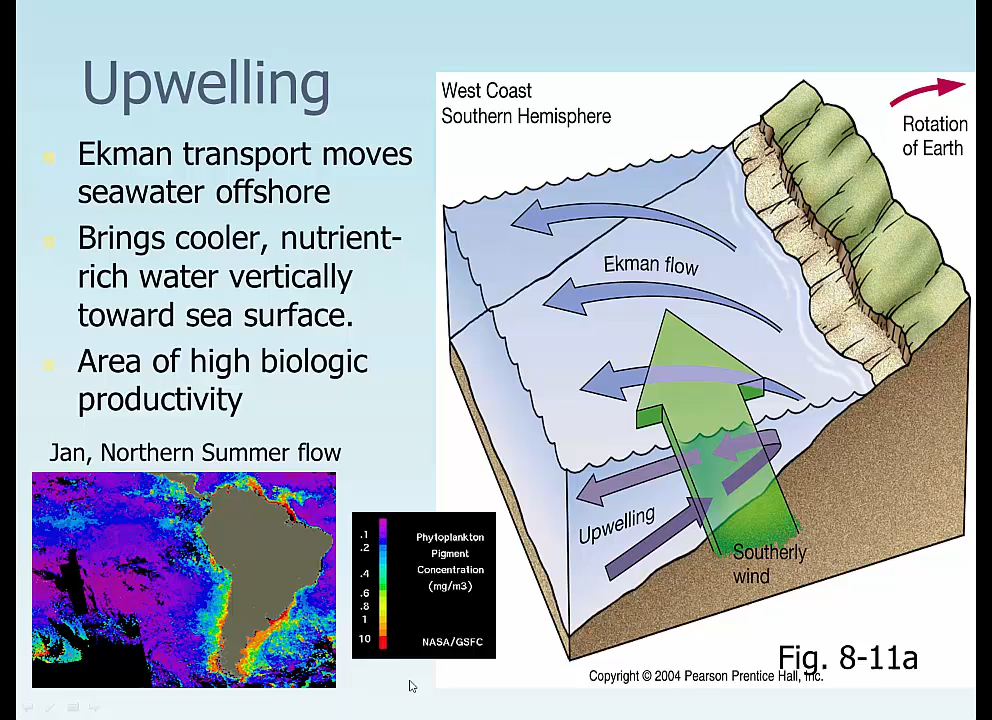 Upwelling
Ekman transport moves
seawater offshore
Brings cooler, nutrient-
rich water vertically
toward sea surface.
Area of high biologic
productivity
Jan, Northern Summer flow
.1
.2
.4
.6
.8
1
10
Phytoplankton
Pigment
Concentration
(mg/m3)
NASA/GSFC
West Coast
Southern Hemisphere
Rotation
of Earth
Ekman flow
Upwelling
Southerly
wind
Fig. 8-11a
Copyright © 2004 Pearson Prentice Hall, Inc.